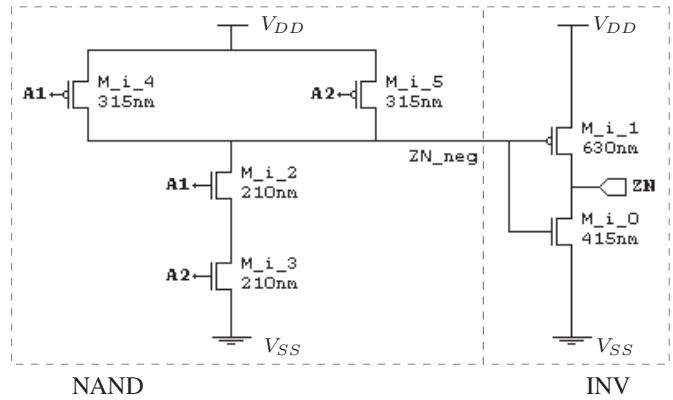 V_DD
V_DD
M_i_4
A1
315nm
M_i_5
A2
315nm
M_i_1
630nm
ZN_neg
M_i_2
A1
210nm
ZN
M_i_0
415nm
M_i_3
A2
210nm
V_SS
V_SS
NAND
INV